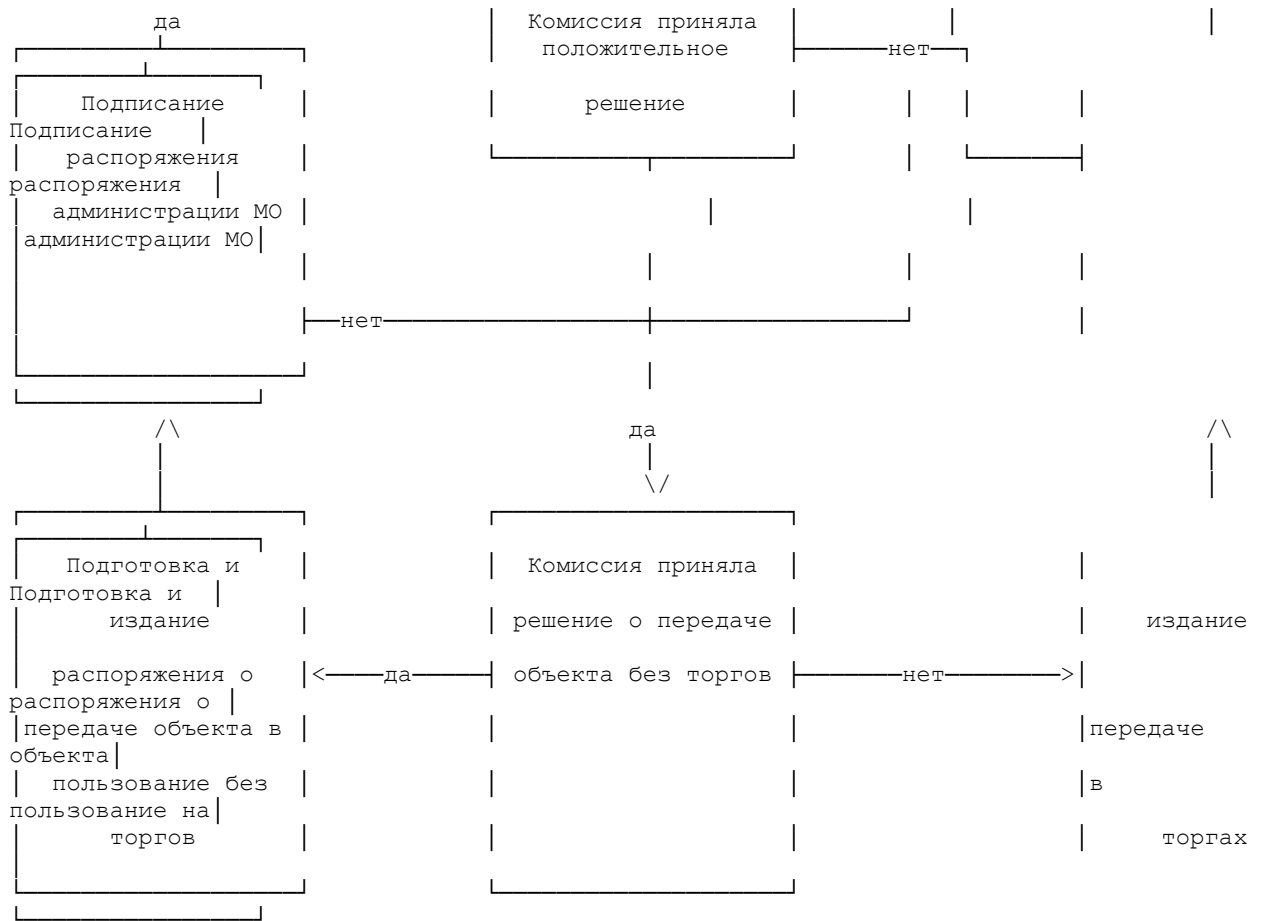 да Комиссия приняла
положительное нет
Подписание решение
Подписание
распоряжения
распоряжения
администрации МО
администрации МО
нет
да
Подготовка и Комиссия приняла
Подготовка и
издание решение о передаче издание
распоряжения о <да объекта без торгов нет>
распоряжения о
передаче объекта в передаче
объекта
пользование без в
пользование на
торгов торгах